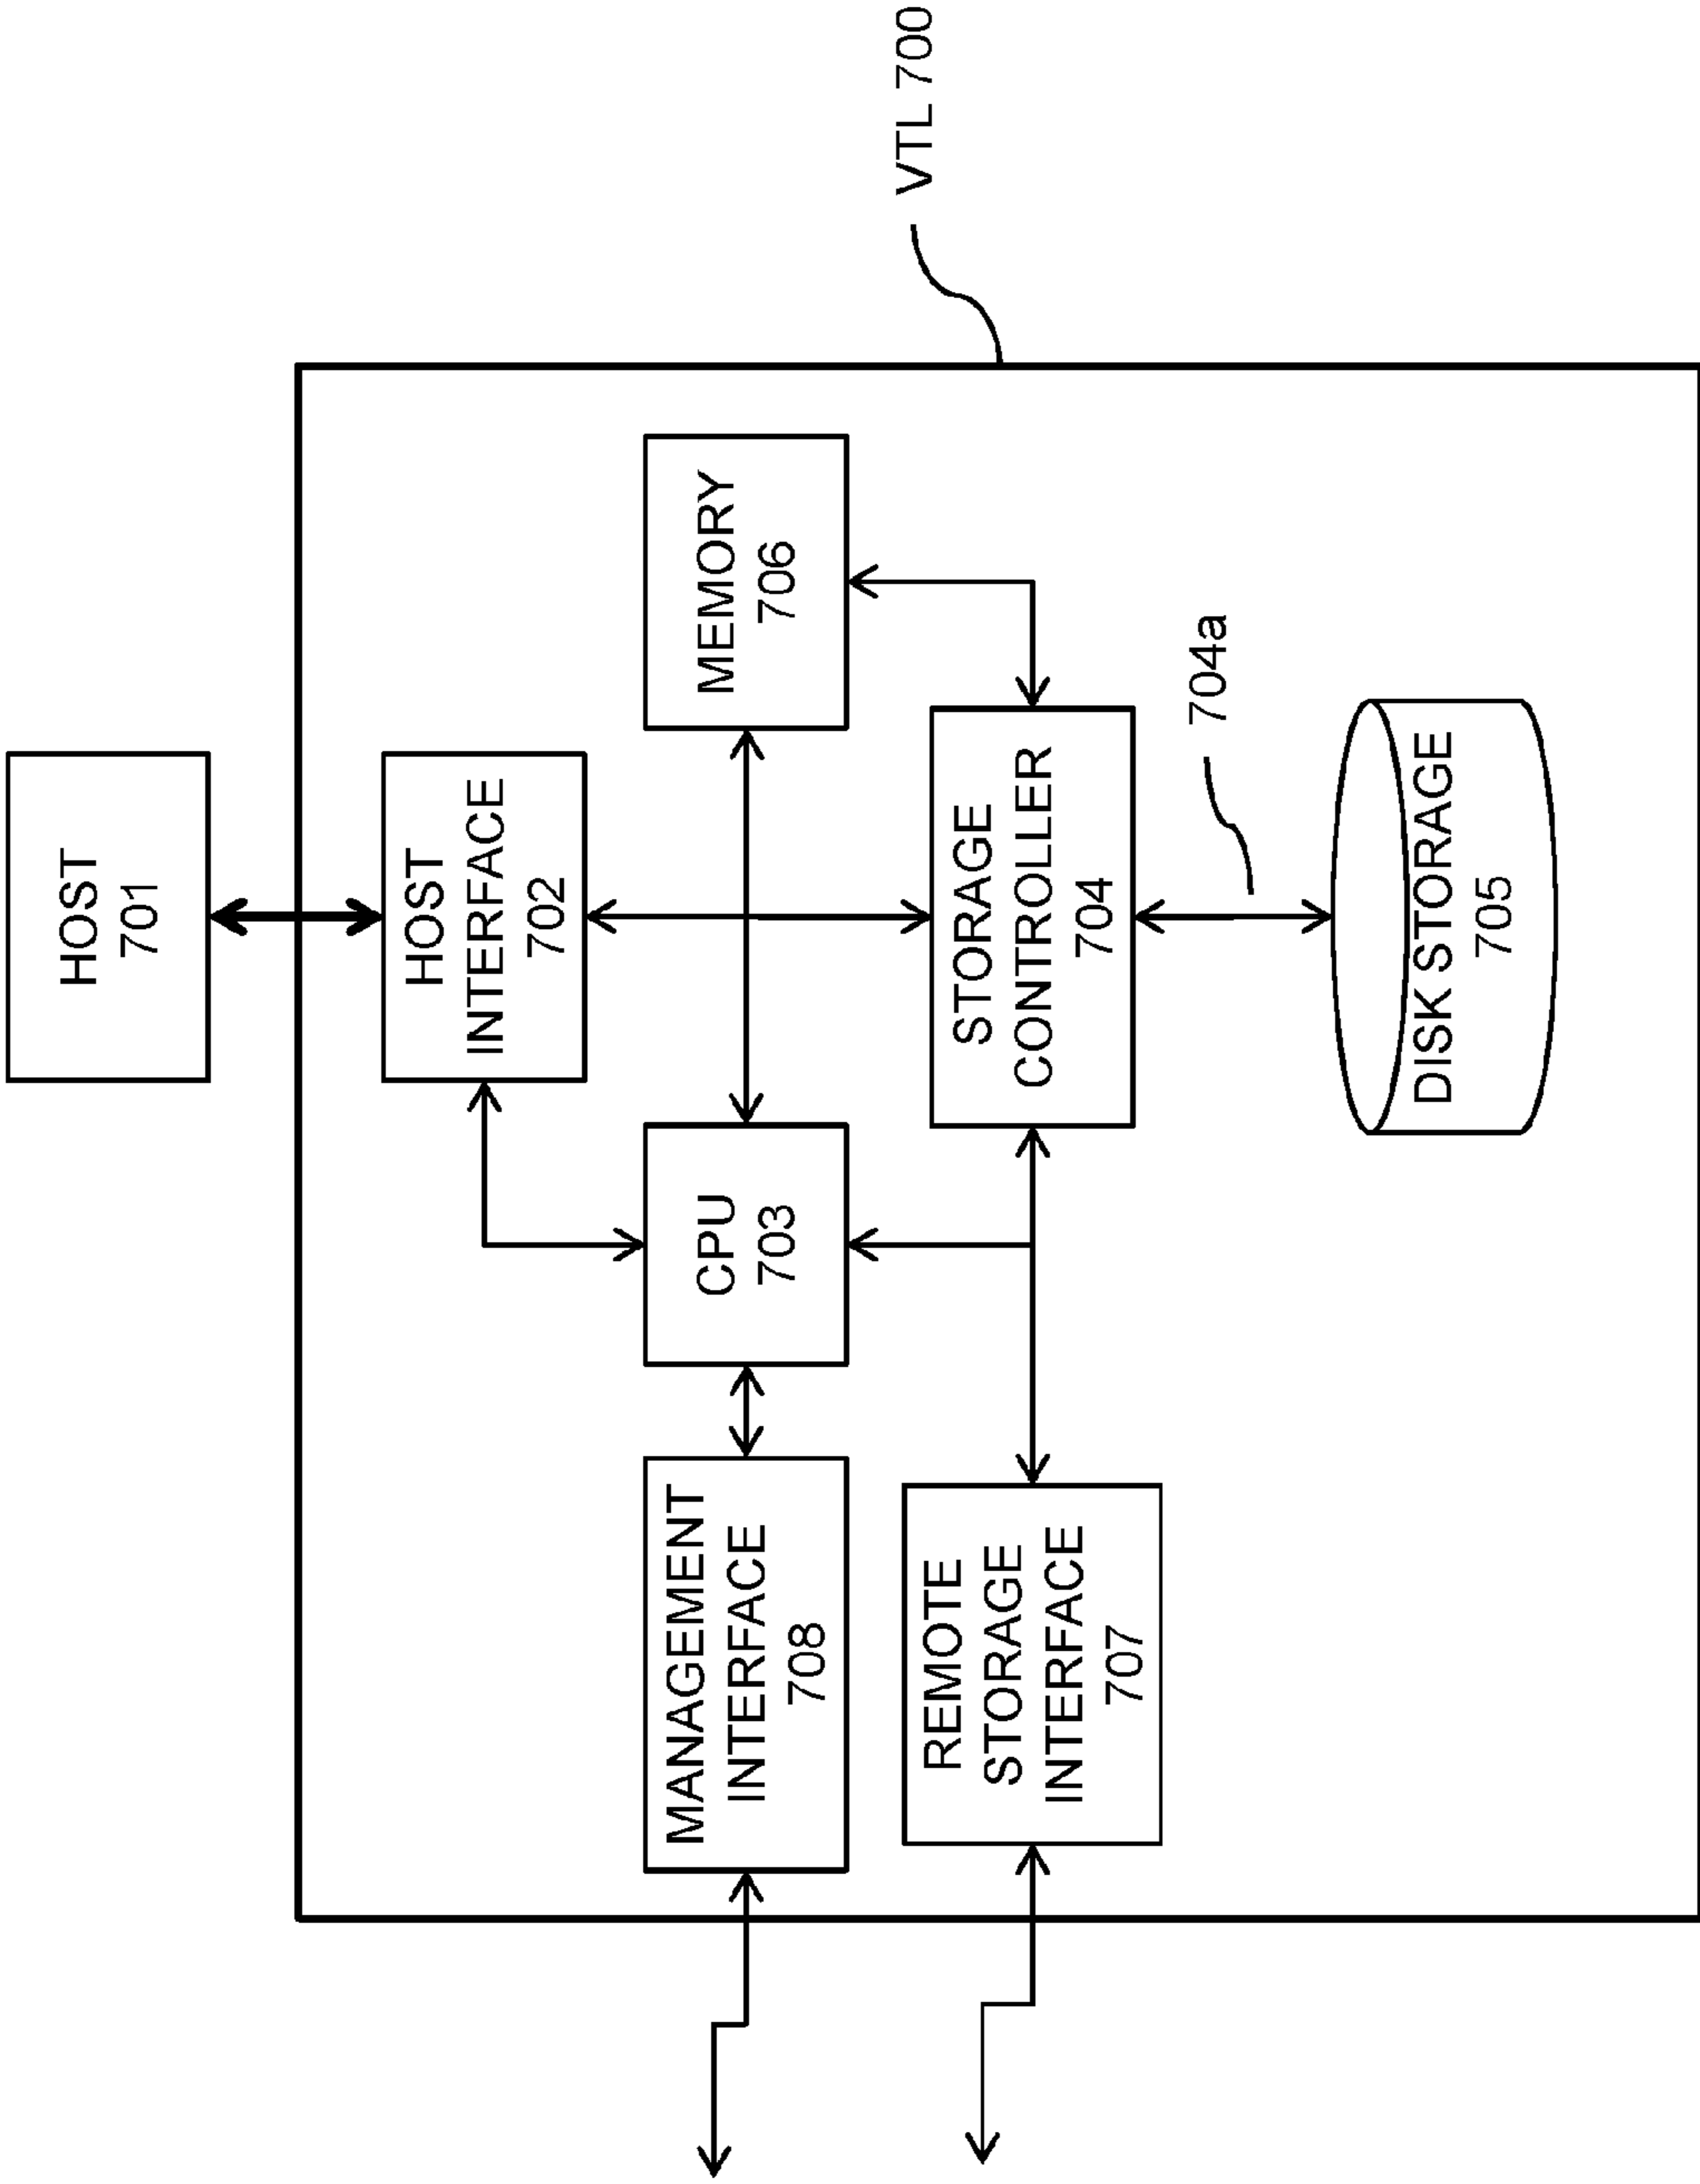 HOST
701
VTL 700
HOST
INTERFACE
702
MEMORY
706
CPU
703
MANAGEMENT
INTERFACE
708
STORAGE
CONTROLLER
704
REMOTE
STORAGE
INTERFACE
707
704a
DISK STORAGE
705